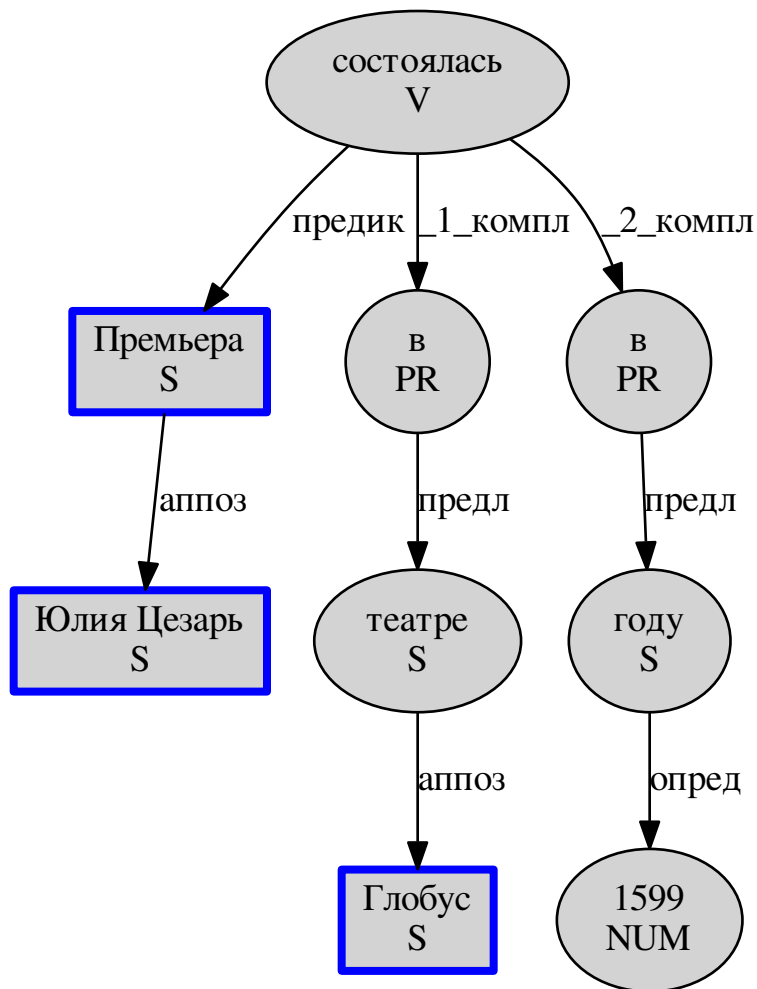 состоялась
V
предик
_1_компл
_2_компл
Премьера
S
в
PR
в
PR
аппоз
предл
предл
Юлия Цезарь
S
театре
S
году
S
аппоз
опред
Глобус
S
1599
NUM